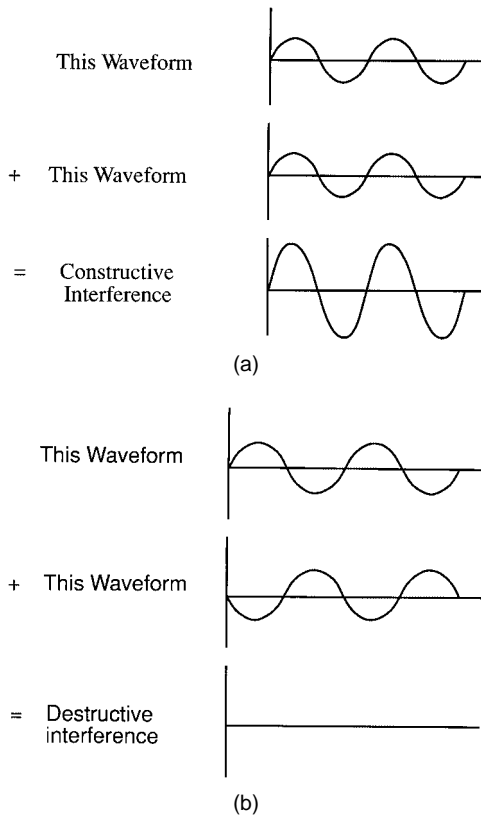 This Waveform
+ This Waveform
= Constructive
Interference
(a)
This Waveform
+ This Waveform
= Destructive
interference
(b)